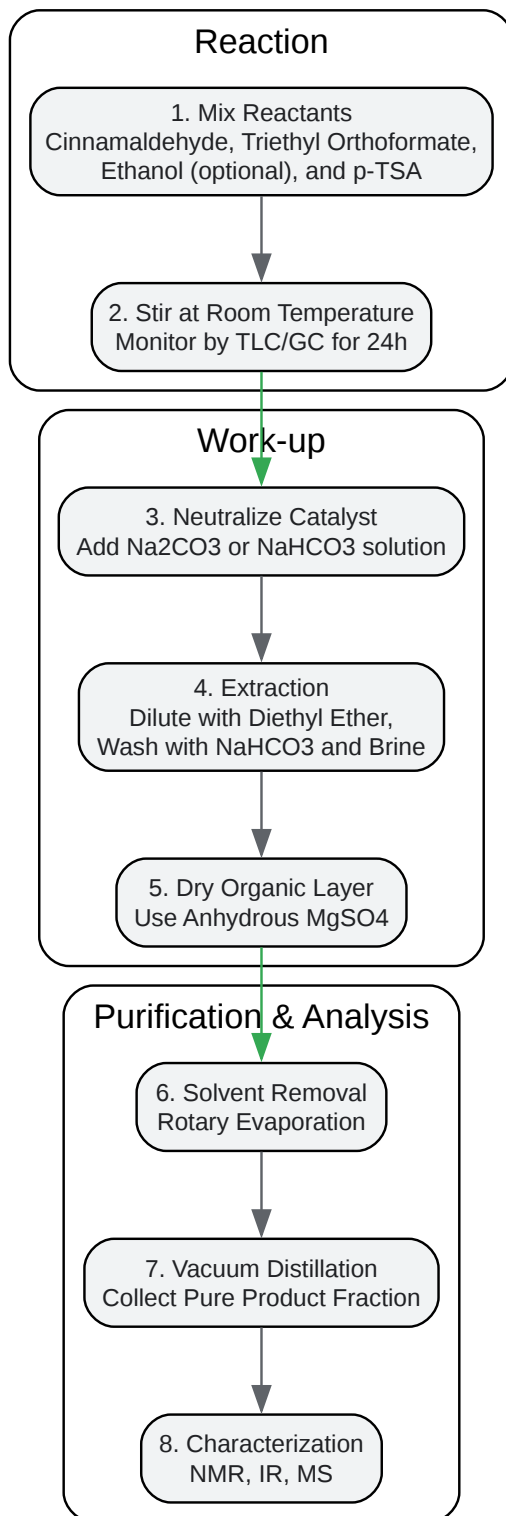 Reaction
1. Mix Reactants
Cinnamaldehyde, Triethyl Orthoformate,
Ethanol (optional), and p-TSA
2. Stir at Room Temperature
Monitor by TLC/GC for 24h
Work-up
3. Neutralize Catalyst
Add Na2CO3 or NaHCO3 solution
4. Extraction
Dilute with Diethyl Ether,
Wash with NaHCO3 and Brine
5. Dry Organic Layer
Use Anhydrous MgSO4
Purification & Analysis
6. Solvent Removal
Rotary Evaporation
7. Vacuum Distillation
Collect Pure Product Fraction
8. Characterization
NMR, IR, MS